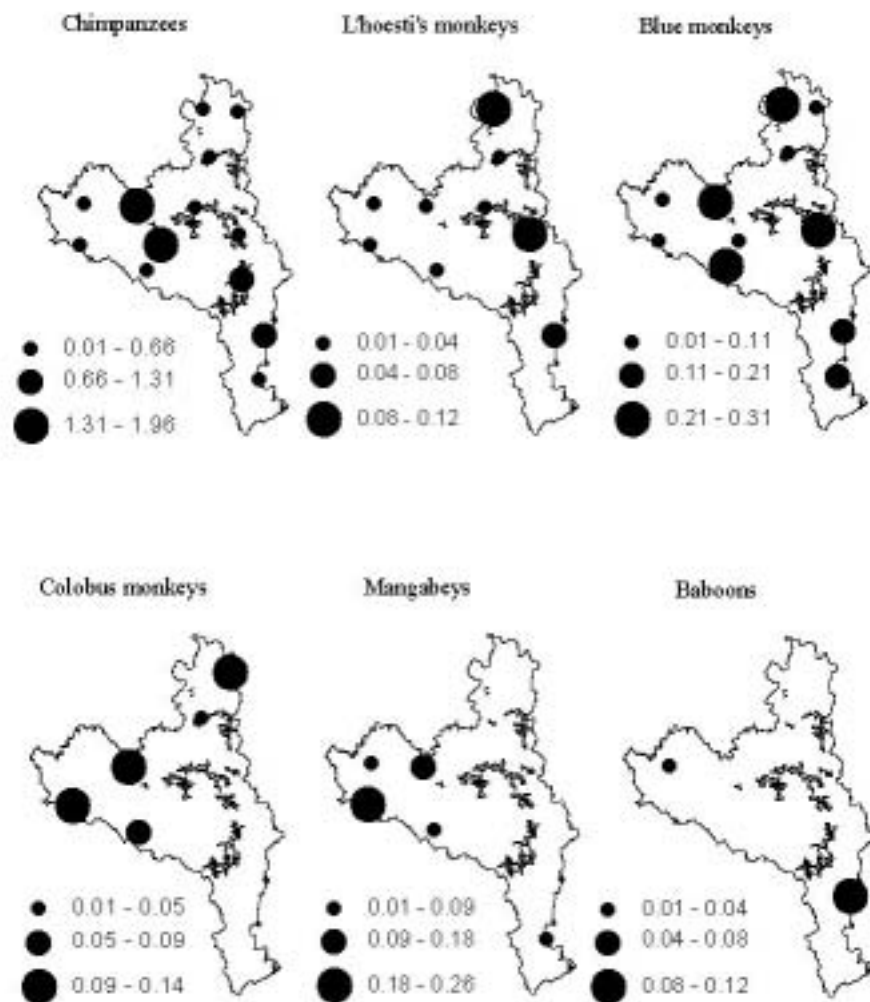 Chimpanzees
L'hoesti's monkeys
Blue monkeys
0.01 - 0.66
0.66 - 1.31
1.31 - 1.96
0.01 - 0.04
0.04 - 0.08
0.08 - 0.12
0.01 - 0.11
0.11 - 0.21
0.21 - 0.31
Colobus monkeys
Mangabeys
Baboons
0.01 - 0.05
0.05 - 0.09
0.09 - 0.14
0.01 - 0.09
0.09 - 0.18
0.18 - 0.26
0.01 - 0.04
0.04 - 0.08
0.08 - 0.12